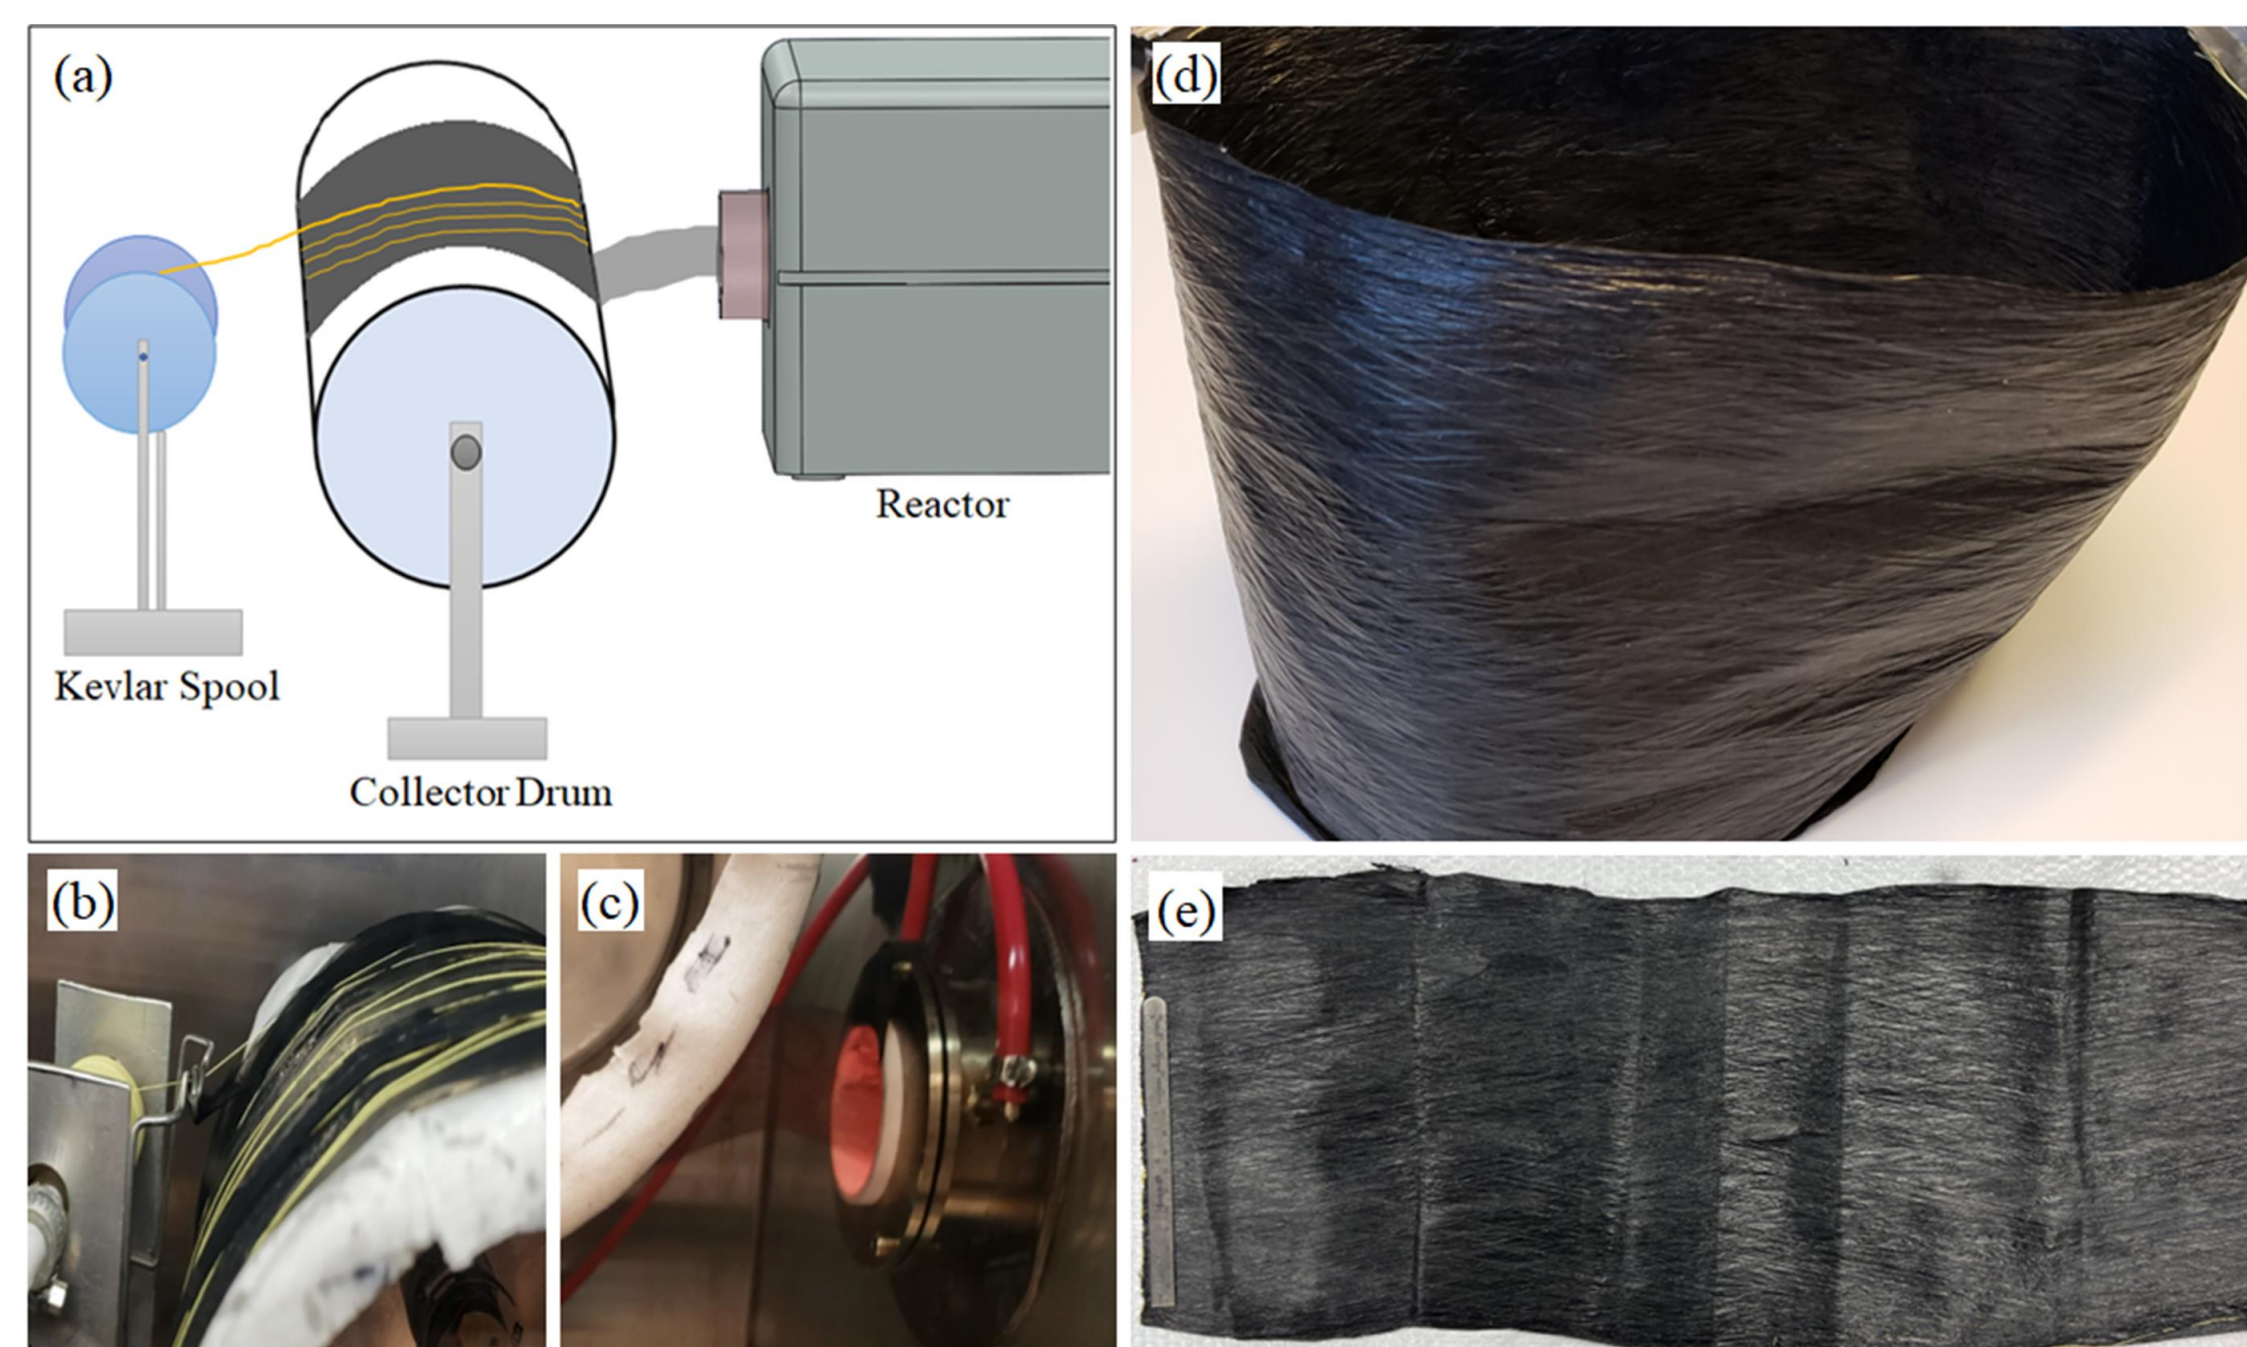 (a)
Reactor
Kevlar Spool
Collector Drum
(b)
(c)
(d)
(e)